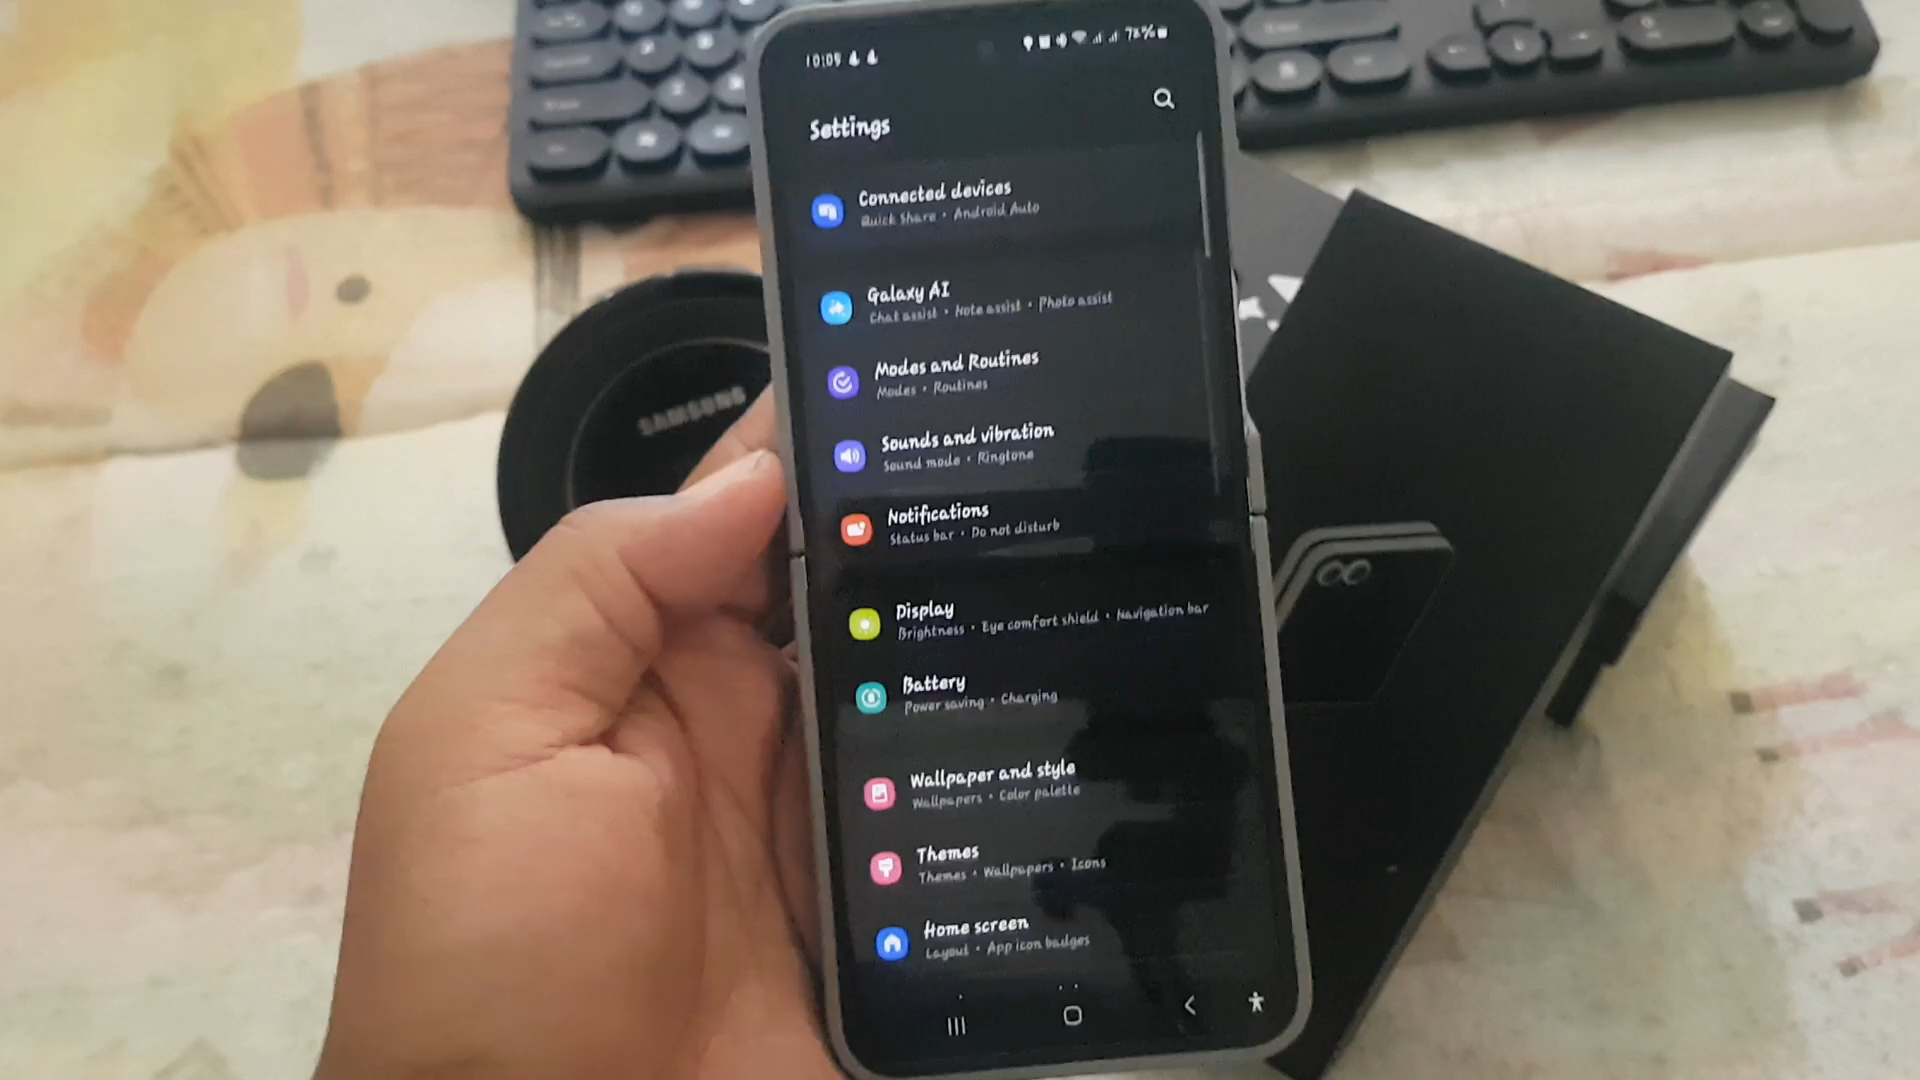 10:09
72%
Settings
Connected devices
Quick Share • Android Auto
Galaxy AI
Chat assist • Note assist • Photo assist
Modes and Routines
Modes • Routines
Sounds and vibration
Sound mode • Ringtone
Notifications
Status bar • Do not disturb
Display
Brightness • Eye comfort shield • Navigation bar
Battery
Power saving • Charging
Wallpaper and style
Wallpapers • Color palette
Themes
Themes • Wallpapers • Icons
Home screen
Layout • App icon badges
SAMSUNG